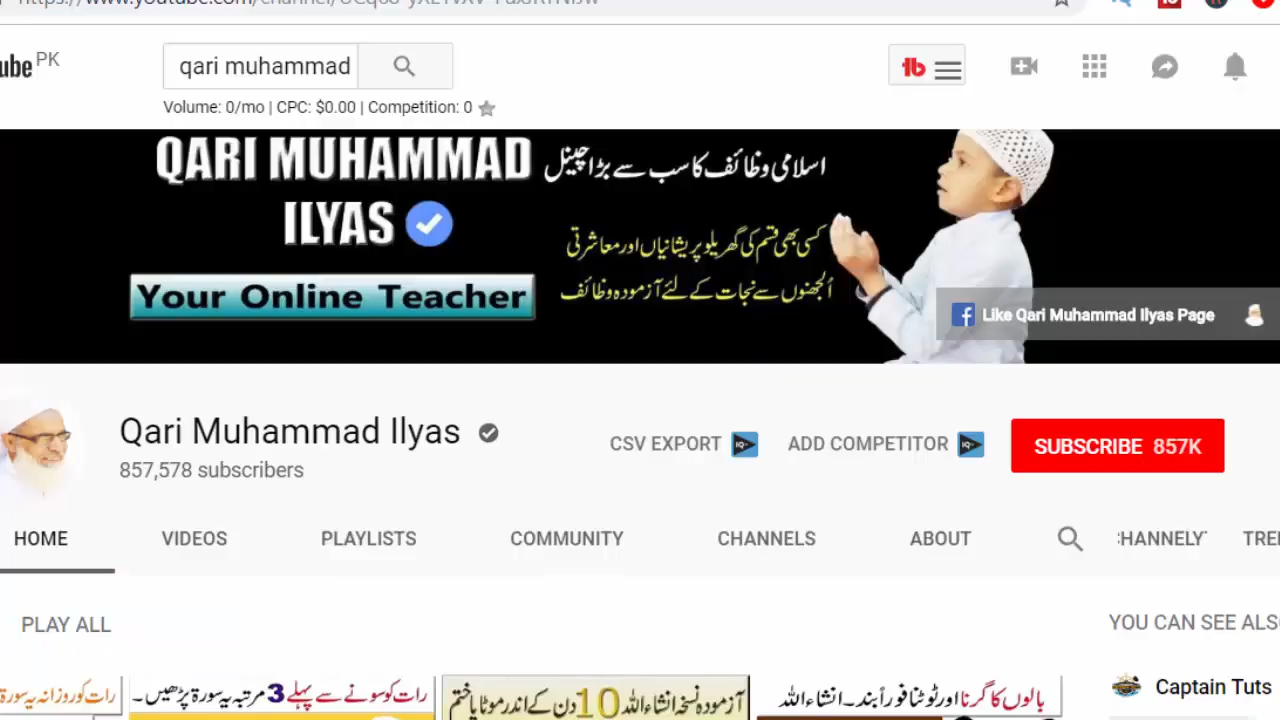 ube PK
qari muhammad
Volume: 0/mo | CPC: $0.00 | Competition: 0
QARI MUHAMMAD
ILYAS
Your Online Teacher
اسلامی وظائف کا سب سے بڑا چینل
کسی بھی قسم کی گھریلو پریشانیاں اور معاشرتی
اُلجھنوں سے نجات کے لئے آزمودہ وظائف
Like Qari Muhammad Ilyas Page
Qari Muhammad Ilyas
857,578 subscribers
CSV EXPORT
ADD COMPETITOR
SUBSCRIBE 857K
HOME VIDEOS PLAYLISTS COMMUNITY CHANNELS ABOUT HANNELY TRE
PLAY ALL
YOU CAN SEE ALS
رات کو روزانہ یہ سورۃ
رات کو سونے سے پہلے 3 مرتبہ یہ سورۃ پڑھیں۔
آزمودہ نسخہ انشاءاللہ 10 دن کے اندر موٹاپا ختم
بالوں کا گرنا اور ٹوٹنا فوراً بند۔ انشاءاللہ
Captain Tuts